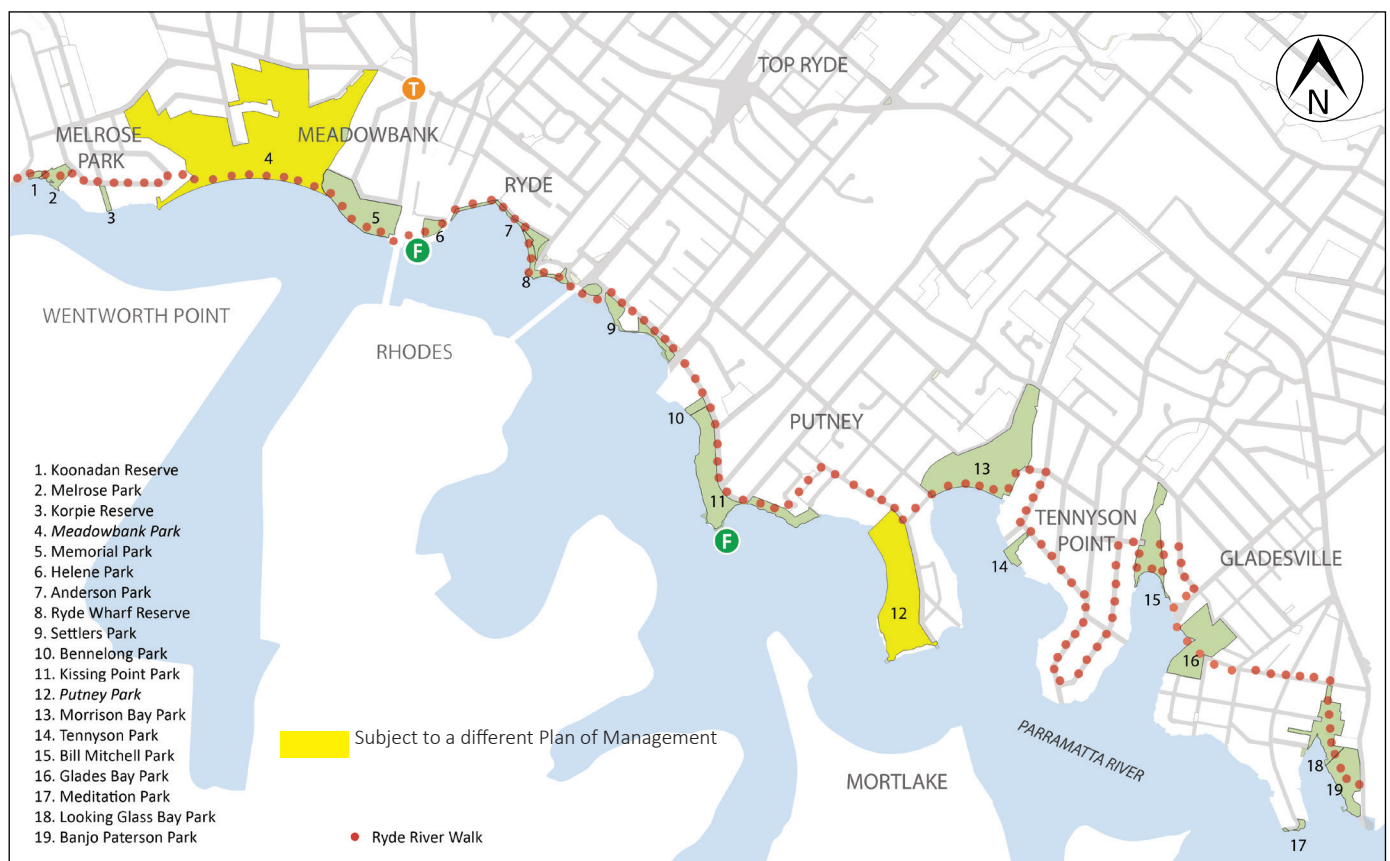 TOP RYDE
N
T
MELROSE
PARK
MEADOWBANK
4
RYDE
1
2
3
5
6
7
F
8
WENTWORTH POINT
RHODES
9
10
PUTNEY
11
F
12
13
TENNYSON
POINT
14
15
GLADESVILLE
16
PARRAMATTA RIVER
MORTLAKE
17
18
19
1. Koonadan Reserve
2. Melrose Park
3. Korpie Reserve
4. Meadowbank Park
5. Memorial Park
6. Helene Park
7. Anderson Park
8. Ryde Wharf Reserve
9. Settlers Park
10. Bennelong Park
11. Kissing Point Park
12. Putney Park
13. Morrison Bay Park
14. Tennyson Park
15. Bill Mitchell Park
16. Glades Bay Park
17. Meditation Park
18. Looking Glass Bay Park
19. Banjo Paterson Park
Subject to a different Plan of Management
Ryde River Walk